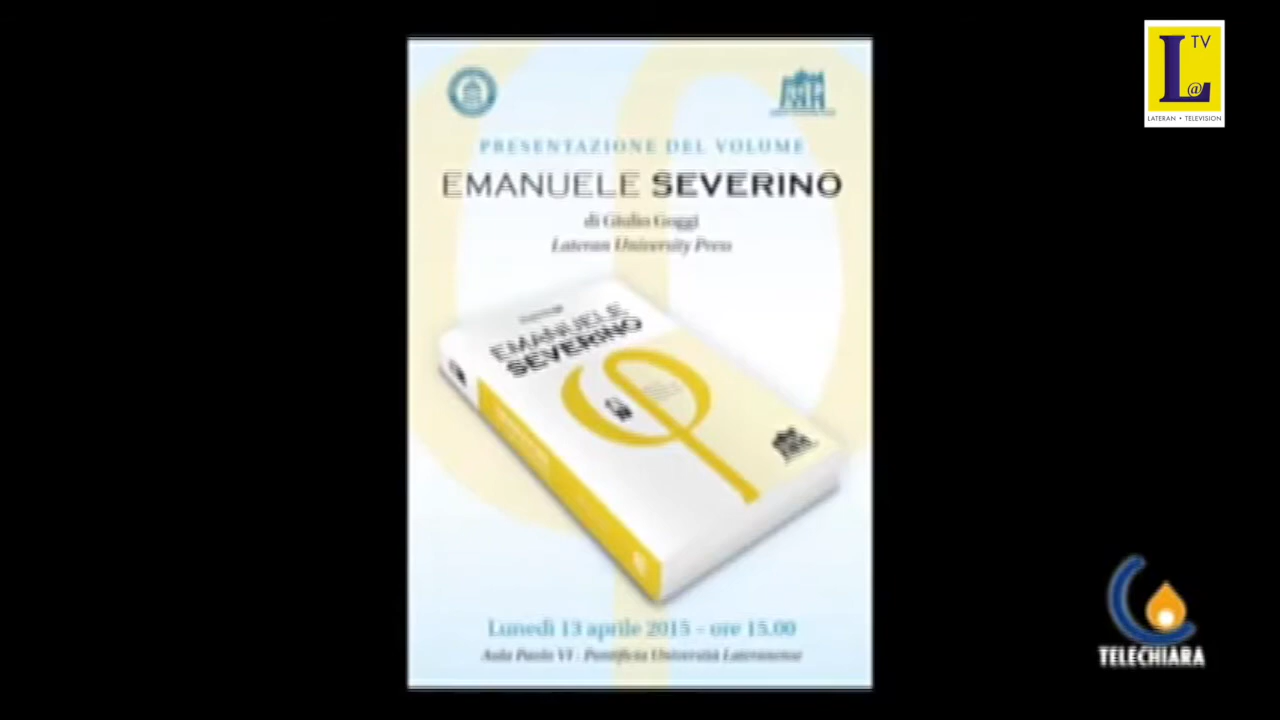 TV
L@
LATERAN • TELEVISION
PRESENTAZIONE DEL VOLUME
EMANUELE SEVERINO
di Giulio Goggi
Lateran University Press
EMANUELE
SEVERINO
Lunedì 13 aprile 2015 - ore 15.00
Aula Paolo VI - Pontificia Università Lateranense
TELECHIARA